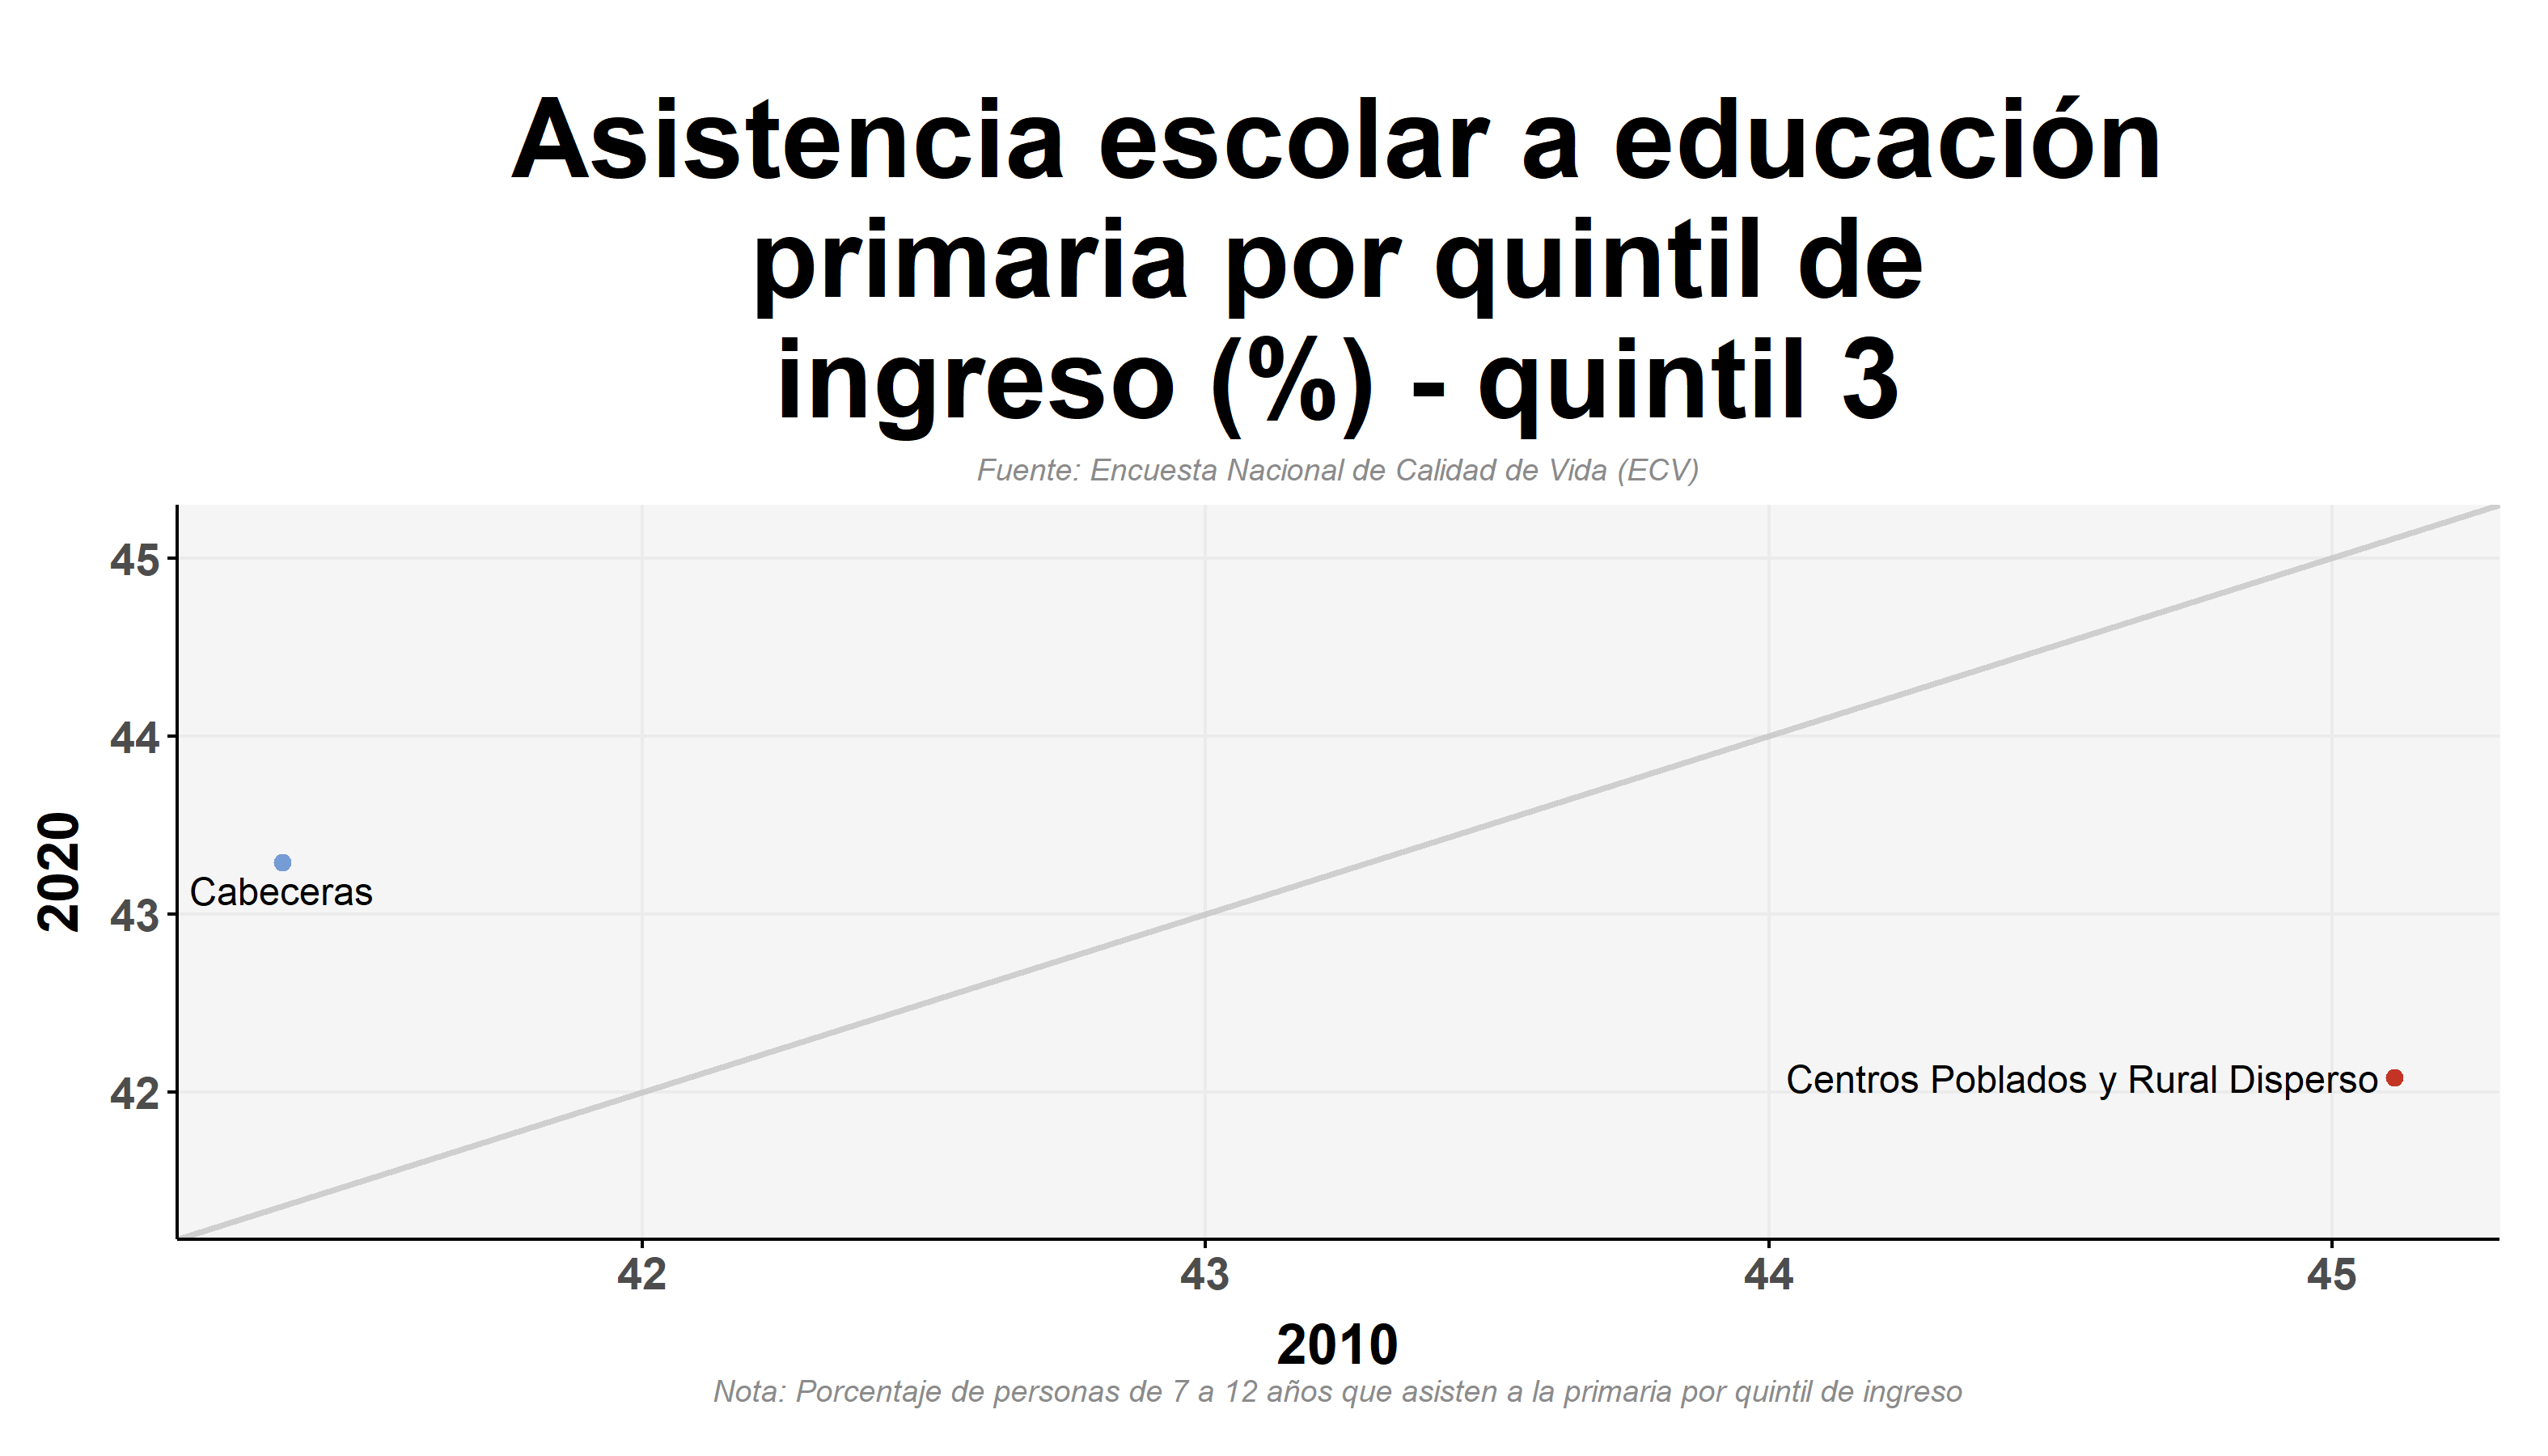 Asistencia escolar a educación
primaria por quintil de
ingreso (%) - quintil 3
Fuente: Encuesta Nacional de Calidad de Vida (ECV)
45
44
43
42
2020
Cabeceras
Centros Poblados y Rural Disperso
42
43
44
45
2010
Nota: Porcentaje de personas de 7 a 12 años que asisten a la primaria por quintil de ingreso